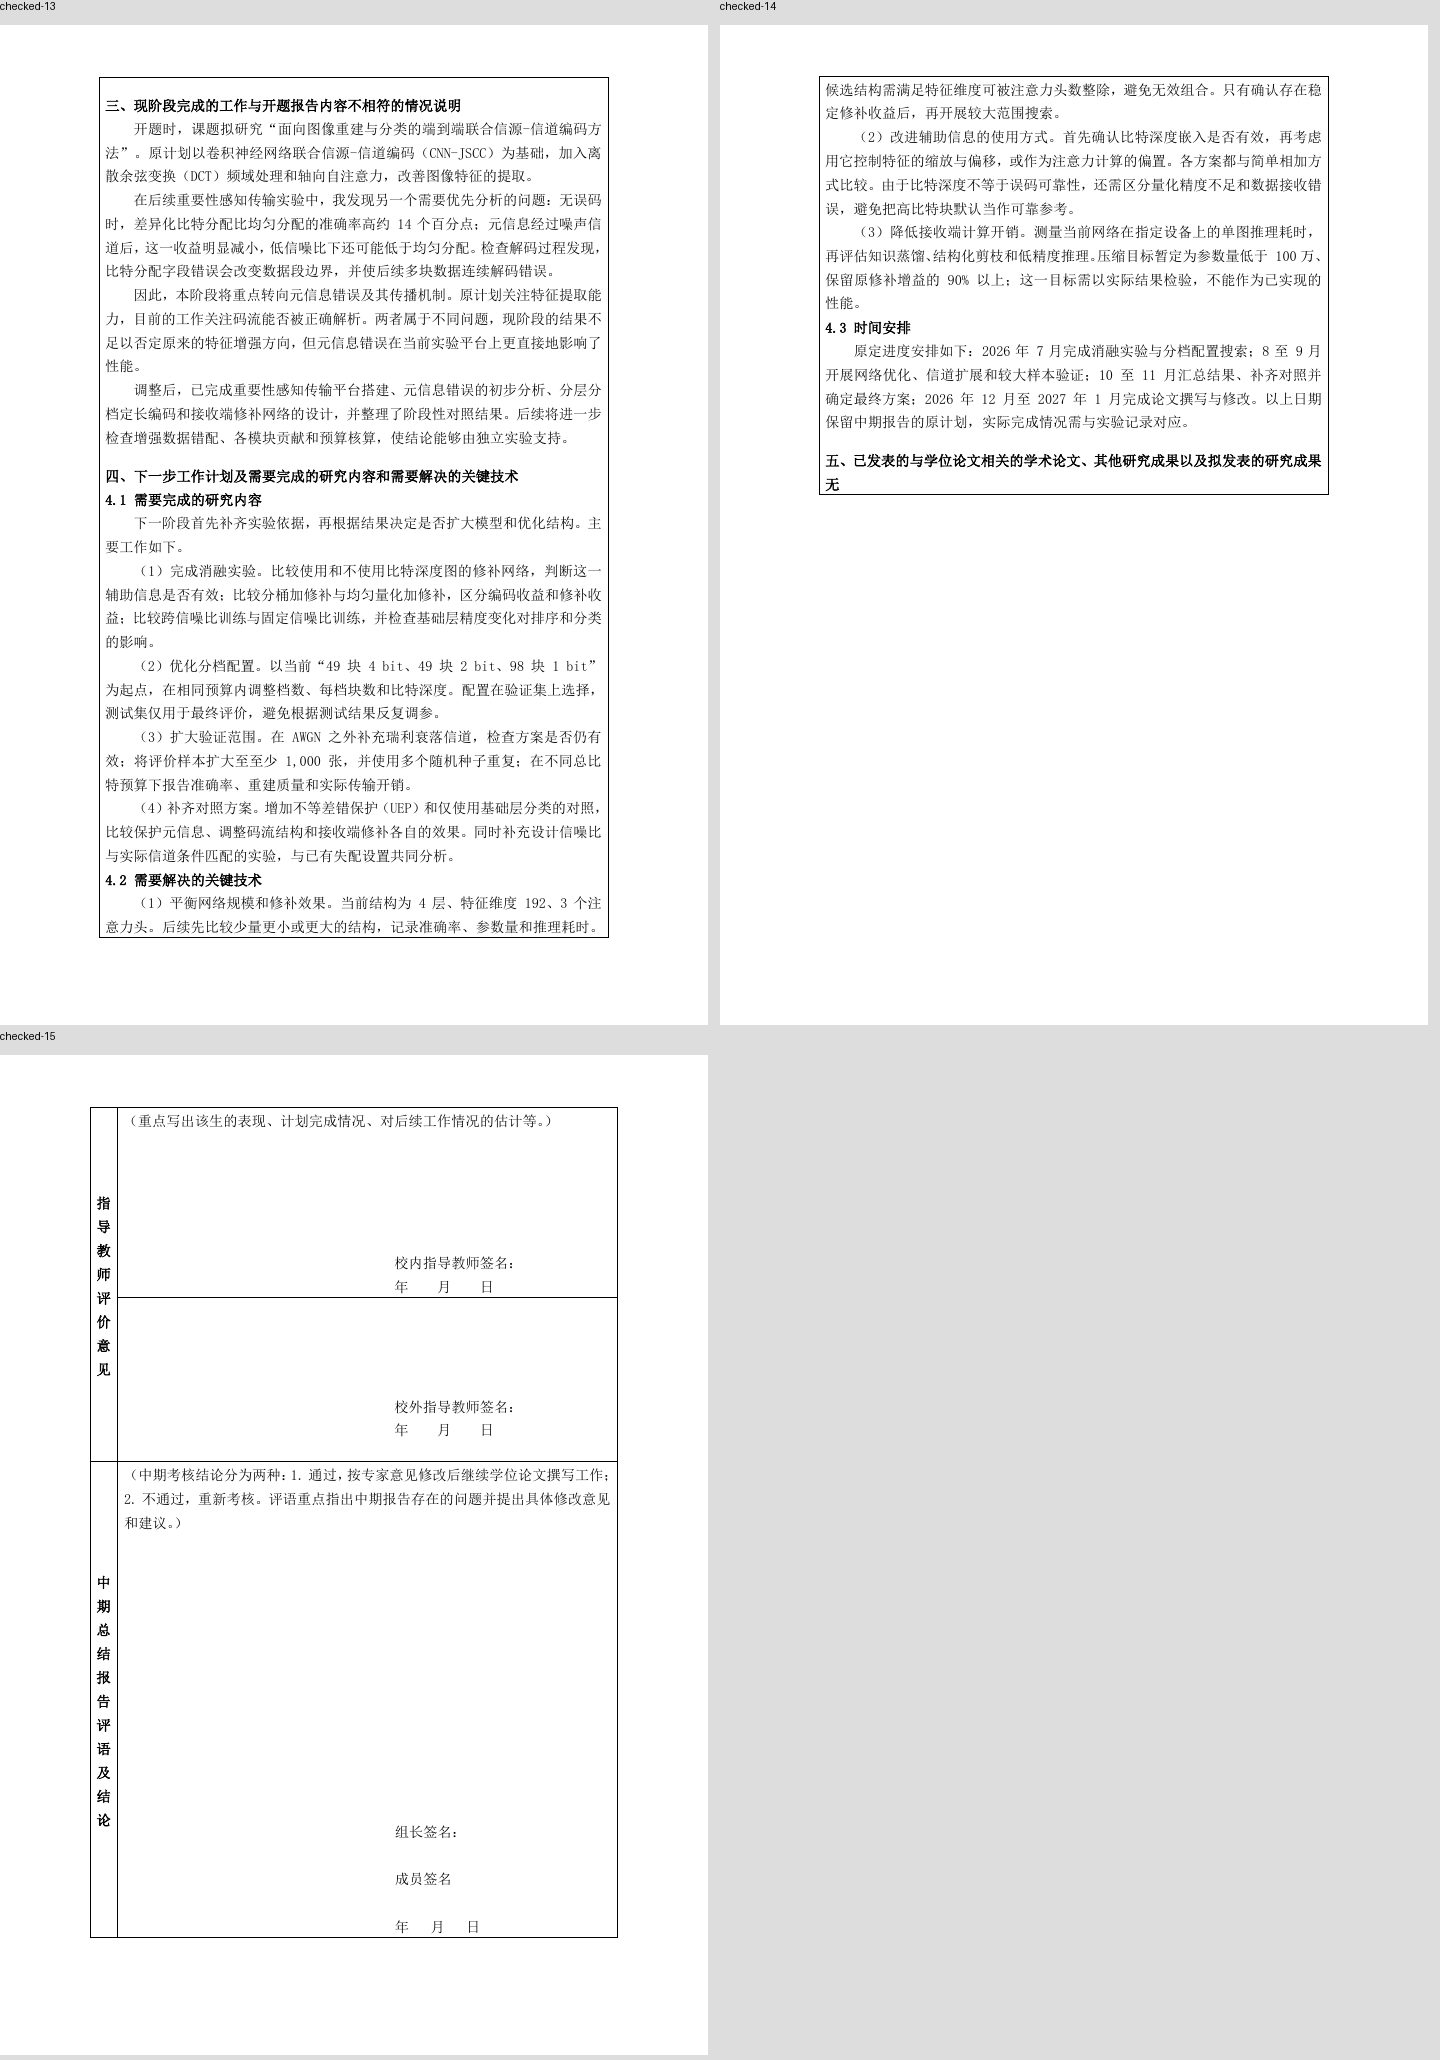 checked-13
三、现阶段完成的工作与开题报告内容不相符的情况说明
开题时，课题拟研究“面向图像重建与分类的端到端联合信源-信道编码方
法”。原计划以卷积神经网络联合信源-信道编码（CNN-JSCC）为基础，加入离
散余弦变换（DCT）频域处理和轴向自注意力，改善图像特征的提取。
在后续重要性感知传输实验中，我发现另一个需要优先分析的问题：无误码
时，差异化比特分配比均匀分配的准确率高约 14 个百分点；元信息经过噪声信
道后，这一收益明显减小，低信噪比下还可能低于均匀分配。检查解码过程发现，
比特分配字段错误会改变数据段边界，并使后续多块数据连续解码错误。
因此，本阶段将重点转向元信息错误及其传播机制。原计划关注特征提取能
力，目前的工作关注码流能否被正确解析。两者属于不同问题，现阶段的结果不
足以否定原来的特征增强方向，但元信息错误在当前实验平台上更直接地影响了
性能。
调整后，已完成重要性感知传输平台搭建、元信息错误的初步分析、分层分
档定长编码和接收端修补网络的设计，并整理了阶段性对照结果。后续将进一步
检查增强数据错配、各模块贡献和预算核算，使结论能够由独立实验支持。
四、下一步工作计划及需要完成的研究内容和需要解决的关键技术
4.1 需要完成的研究内容
下一阶段首先补齐实验依据，再根据结果决定是否扩大模型和优化结构。主
要工作如下。
（1）完成消融实验。比较使用和不使用比特深度图的修补网络，判断这一
辅助信息是否有效；比较分桶加修补与均匀量化加修补，区分编码收益和修补收
益；比较跨信噪比训练与固定信噪比训练，并检查基础层精度变化对排序和分类
的影响。
（2）优化分档配置。以当前“49 块 4 bit、49 块 2 bit、98 块 1 bit”
为起点，在相同预算内调整档数、每档块数和比特深度。配置在验证集上选择，
测试集仅用于最终评价，避免根据测试结果反复调参。
（3）扩大验证范围。在 AWGN 之外补充瑞利衰落信道，检查方案是否仍有
效；将评价样本扩大至至少 1,000 张，并使用多个随机种子重复；在不同总比
特预算下报告准确率、重建质量和实际传输开销。
（4）补齐对照方案。增加不等差错保护（UEP）和仅使用基础层分类的对照，
比较保护元信息、调整码流结构和接收端修补各自的效果。同时补充设计信噪比
与实际信道条件匹配的实验，与已有失配设置共同分析。
4.2 需要解决的关键技术
（1）平衡网络规模和修补效果。当前结构为 4 层、特征维度 192、3 个注
意力头。后续先比较少量更小或更大的结构，记录准确率、参数量和推理耗时。
checked-14
候选结构需满足特征维度可被注意力头数整除，避免无效组合。只有确认存在稳
定修补收益后，再开展较大范围搜索。
（2）改进辅助信息的使用方式。首先确认比特深度嵌入是否有效，再考虑
用它控制特征的缩放与偏移，或作为注意力计算的偏置。各方案都与简单相加方
式比较。由于比特深度不等于误码可靠性，还需区分量化精度不足和数据接收错
误，避免把高比特块默认当作可靠参考。
（3）降低接收端计算开销。测量当前网络在指定设备上的单图推理耗时，
再评估知识蒸馏、结构化剪枝和低精度推理。压缩目标暂定为参数量低于 100 万、
保留原修补增益的 90% 以上；这一目标需以实际结果检验，不能作为已实现的
性能。
4.3 时间安排
原定进度安排如下：2026 年 7 月完成消融实验与分档配置搜索；8 至 9 月
开展网络优化、信道扩展和较大样本验证；10 至 11 月汇总结果、补齐对照并
确定最终方案；2026 年 12 月至 2027 年 1 月完成论文撰写与修改。以上日期
保留中期报告的原计划，实际完成情况需与实验记录对应。
五、已发表的与学位论文相关的学术论文、其他研究成果以及拟发表的研究成果
无
checked-15
指导教师评价意见
（重点写出该生的表现、计划完成情况、对后续工作情况的估计等。）
校内指导教师签名：
年 月 日
校外指导教师签名：
年 月 日
中期总结报告评语及结论
（中期考核结论分为两种：1. 通过，按专家意见修改后继续学位论文撰写工作；
2. 不通过，重新考核。评语重点指出中期报告存在的问题并提出具体修改意见
和建议。）
组长签名：
成员签名
年 月 日